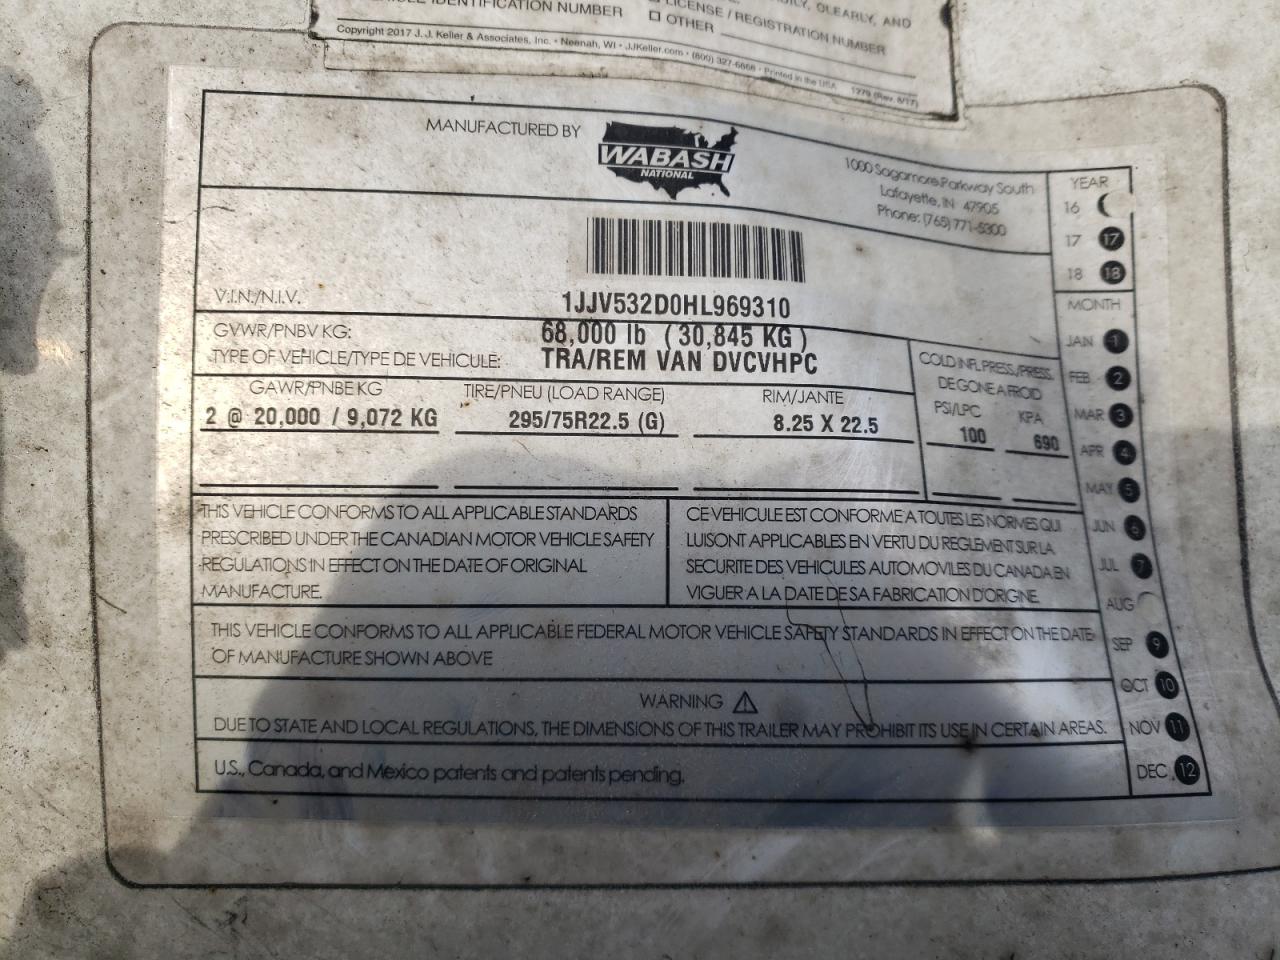 VEHICLE IDENTIFICATION NUMBER
LICENSE / REGISTRATION NUMBER
OTHER
CLEARLY, AND
Copyright 2017 J. J. Keller & Associates, Inc. • Neenah, WI • JJKeller.com • (800) 327-6868 • Printed in the USA 1279 (Rev. 8/17)
MANUFACTURED BY
WABASH
NATIONAL
1000 Sagamore Parkway South
Lafayette, IN 47905
Phone: (765) 771-5300
V.I.N./N.I.V.
1JJV532D0HL969310
GVWR/PNBV KG: 68,000 lb ( 30,845 KG )
TYPE OF VEHICLE/TYPE DE VEHICULE: TRA/REM VAN DVCVHPC
GAWR/PNBE KG TIRE/PNEU (LOAD RANGE) RIM/JANTE
2 @ 20,000 / 9,072 KG 295/75R22.5 (G) 8.25 X 22.5
COLD INFL. PRESS./PRESS.
DE GONE A FROID
PSI/LPC KPA
100 690
THIS VEHICLE CONFORMS TO ALL APPLICABLE STANDARDS
PRESCRIBED UNDER THE CANADIAN MOTOR VEHICLE SAFETY
REGULATIONS IN EFFECT ON THE DATE OF ORIGINAL
MANUFACTURE.
CE VEHICULE EST CONFORME A TOUTES LES NORMES QUI
LUI SONT APPLICABLES EN VERTU DU REGLEMENT SUR LA
SECURITE DES VEHICULES AUTOMOVILES DU CANADA EN
VIGUER A LA DATE DE SA FABRICATION D'ORIGINE.
THIS VEHICLE CONFORMS TO ALL APPLICABLE FEDERAL MOTOR VEHICLE SAFETY STANDARDS IN EFFECT ON THE DATE
OF MANUFACTURE SHOWN ABOVE
WARNING
DUE TO STATE AND LOCAL REGULATIONS, THE DIMENSIONS OF THIS TRAILER MAY PROHIBIT ITS USE IN CERTAIN AREAS.
U.S., Canada, and Mexico patents and patents pending.
YEAR
16
17 17
18 18
MONTH
JAN 1
FEB 2
MAR 3
APR 4
MAY 5
JUN 6
JUL 7
AUG
SEP 9
OCT 10
NOV 11
DEC 12